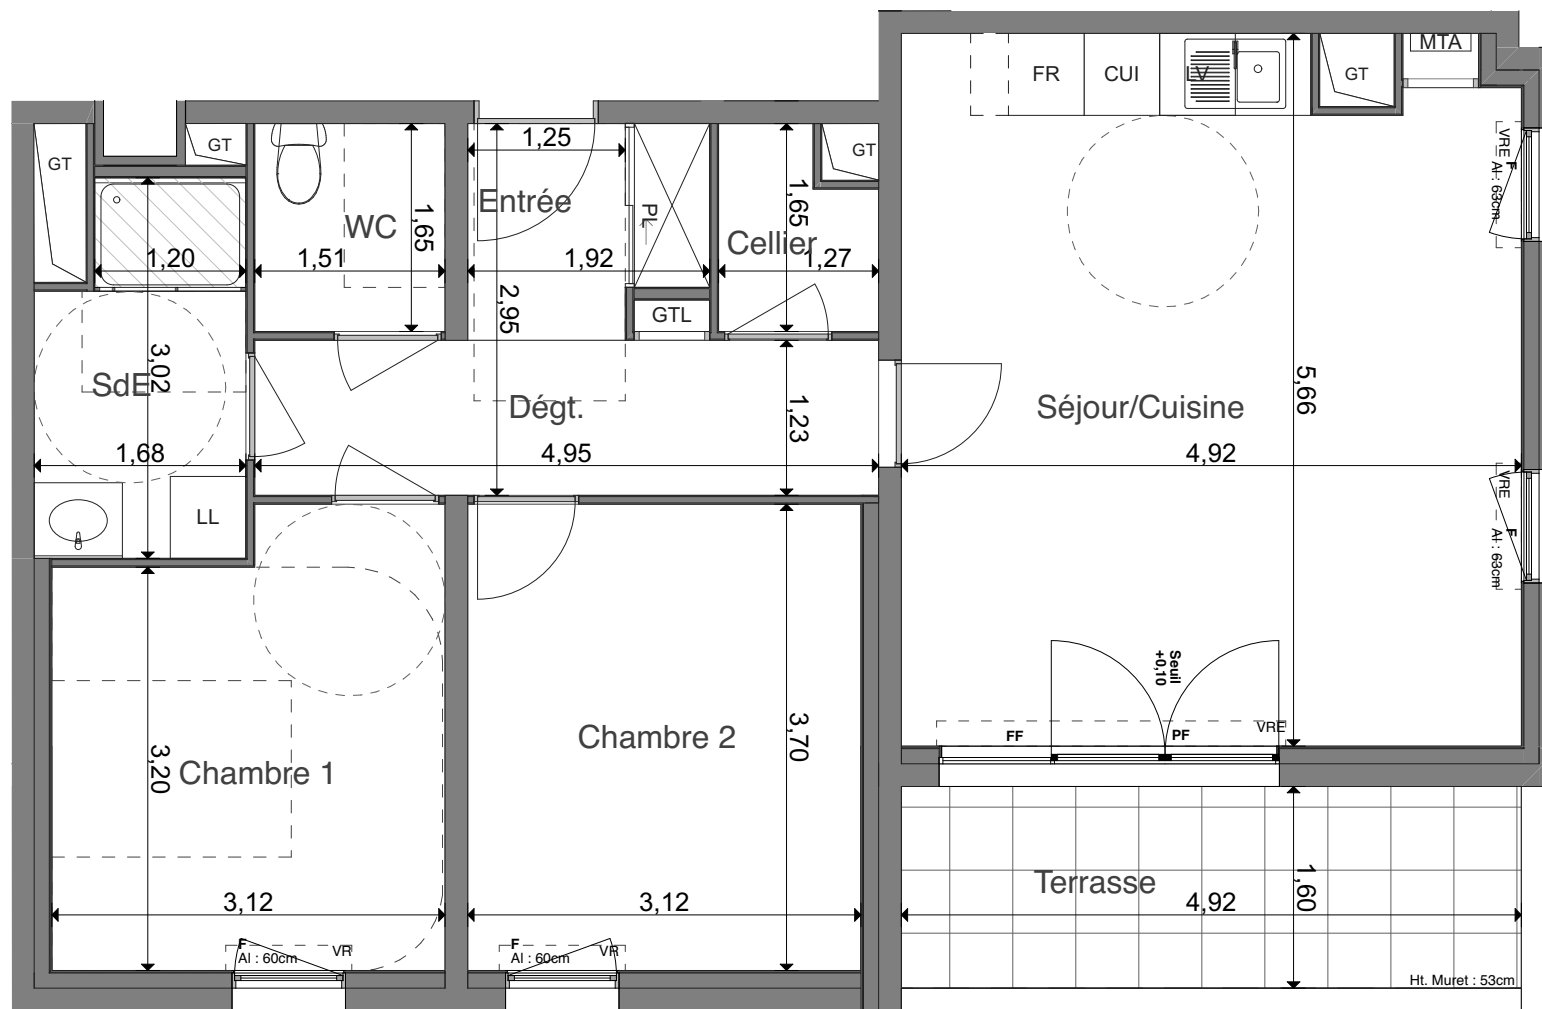 FR
CUI
LV
GT
MTA
GT
GT
1,25
GT
VRE
F
Al : 63cm
Entrée
PL
1,65
1,65
WC
Cellier
1,20
1,51
1,92
1,27
2,95
GTL
3,02
SdE
Dégt.
1,23
5,66
Séjour/Cuisine
1,68
4,95
4,92
VRE
F
Al : 63cm
LL
Seuil
+0,10
3,70
Chambre 2
FF
PF
VRE
3,20
Chambre 1
Terrasse
1,60
3,12
3,12
4,92
F
Al : 60cm
VR
F
Al : 60cm
VR
Ht. Muret : 53cm